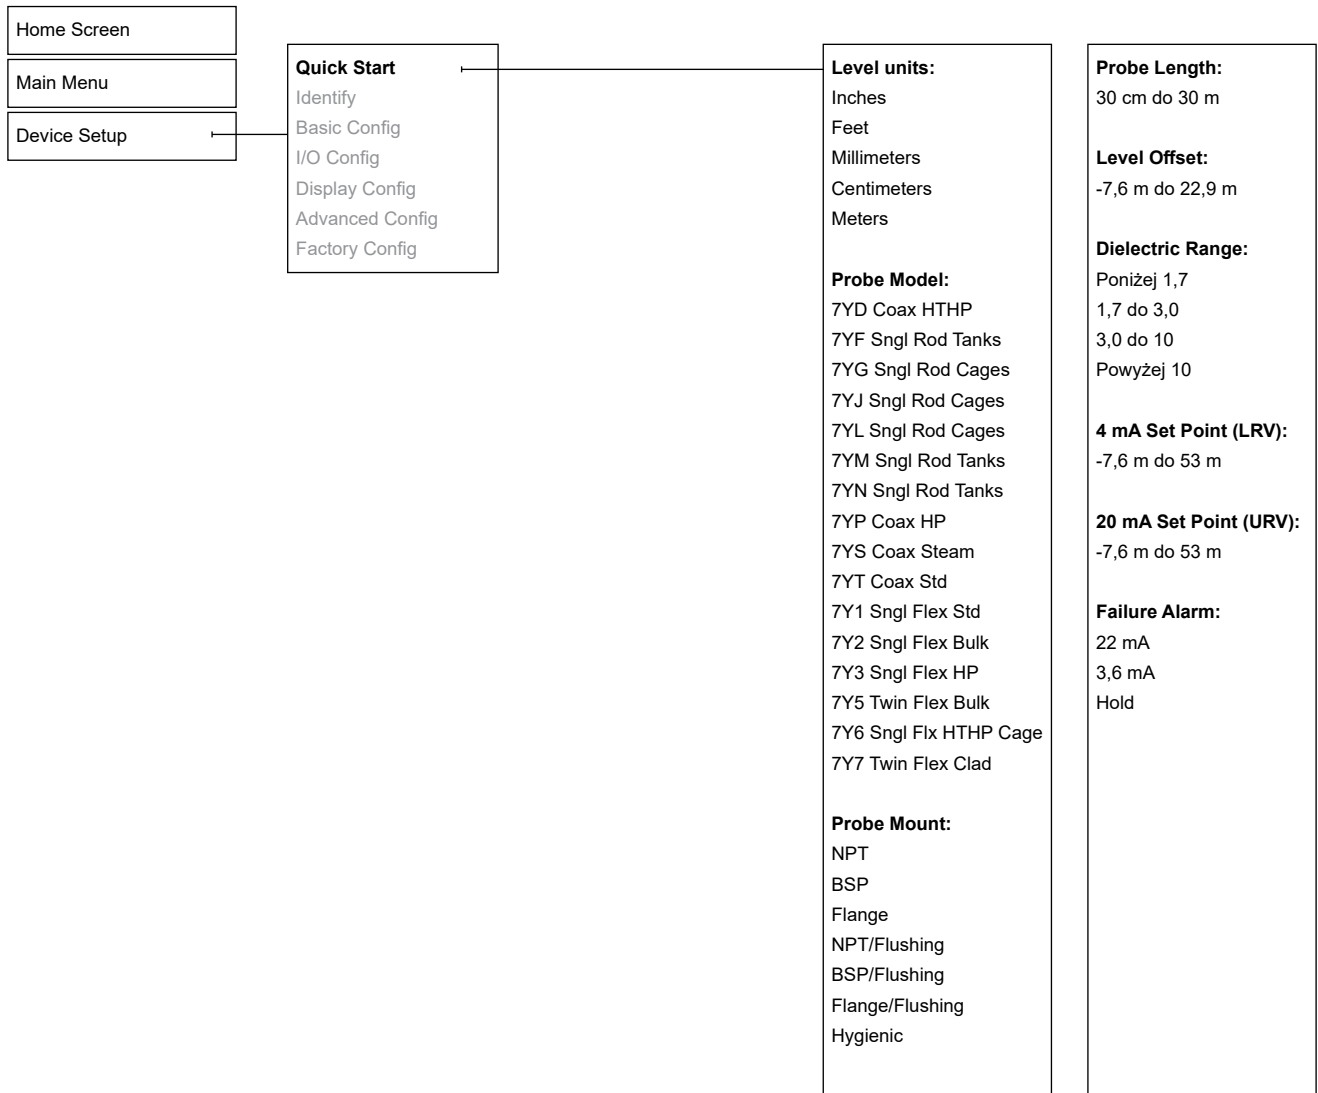 Home Screen
Main Menu
Device Setup
Quick Start
Identify
Basic Config
I/O Config
Display Config
Advanced Config
Factory Config
Level units:
Inches
Feet
Millimeters
Centimeters
Meters
Probe Model:
7YD Coax HTHP
7YF Sngl Rod Tanks
7YG Sngl Rod Cages
7YJ Sngl Rod Cages
7YL Sngl Rod Cages
7YM Sngl Rod Tanks
7YN Sngl Rod Tanks
7YP Coax HP
7YS Coax Steam
7YT Coax Std
7Y1 Sngl Flex Std
7Y2 Sngl Flex Bulk
7Y3 Sngl Flex HP
7Y5 Twin Flex Bulk
7Y6 Sngl Flx HTHP Cage
7Y7 Twin Flex Clad
Probe Mount:
NPT
BSP
Flange
NPT/Flushing
BSP/Flushing
Flange/Flushing
Hygienic
Probe Length:
30 cm do 30 m
Level Offset:
-7,6 m do 22,9 m
Dielectric Range:
Poniżej 1,7
1,7 do 3,0
3,0 do 10
Powyżej 10
4 mA Set Point (LRV):
-7,6 m do 53 m
20 mA Set Point (URV):
-7,6 m do 53 m
Failure Alarm:
22 mA
3,6 mA
Hold